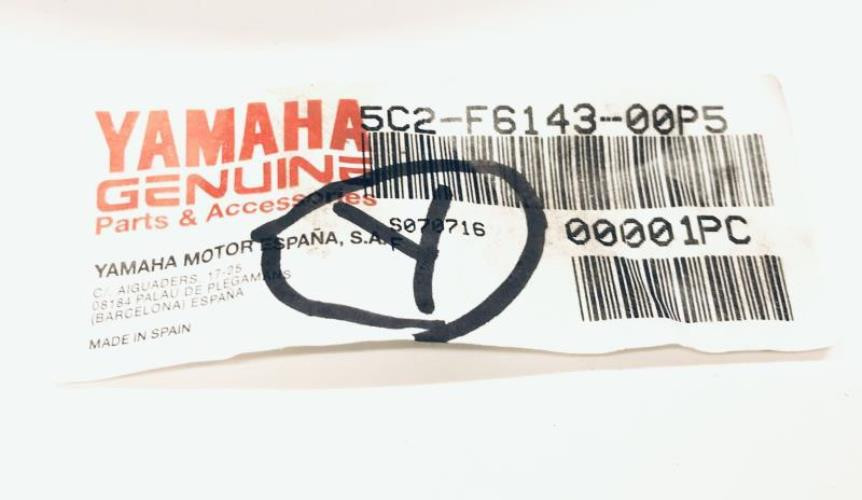 YAMAHA
GENUINE
Parts & Accessories
YAMAHA MOTOR ESPAÑA, S.A.
C/. AIGUADERS, 17-25
08184 PALAU DE PLEGAMANS
(BARCELONA) ESPAÑA
MADE IN SPAIN
5C2-F6143-00P5
S070716
F
00001PC
Y